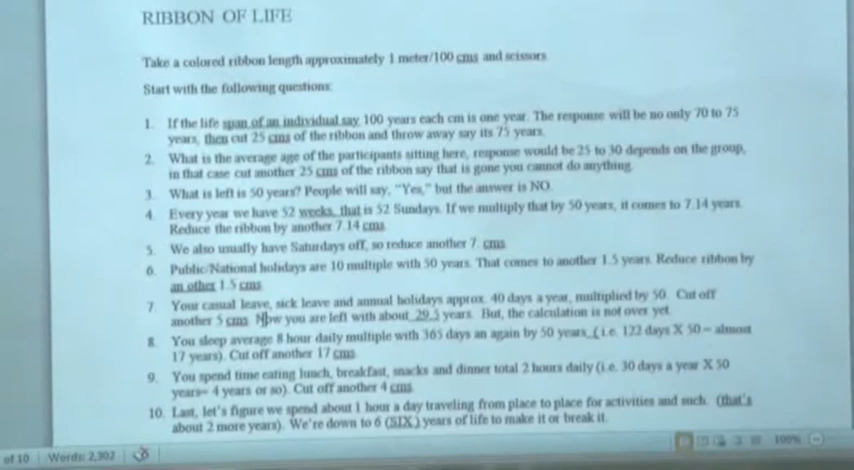 RIBBON OF LIFE
Take a colored ribbon length approximately 1 meter/100 cms and scissors
Start with the following questions:
1. If the life span of an individual say 100 years each cm is one year. The response will be no only 70 to 75
years, then cut 25 cms of the ribbon and throw away say its 75 years.
2. What is the average age of the participants sitting here, response would be 25 to 30 depends on the group,
in that case cut another 25 cms of the ribbon say that is gone you cannot do anything.
3. What is left is 50 years? People will say, "Yes," but the answer is NO.
4. Every year we have 52 weeks, that is 52 Sundays. If we multiply that by 50 years, it comes to 7.14 years.
Reduce the ribbon by another 7.14 cms
5. We also usually have Saturdays off, so reduce another 7. cms
6. Public/National holidays are 10 multiple with 50 years. That comes to another 1.5 years. Reduce ribbon by
an other 1.5 cms
7. Your casual leave, sick leave and annual holidays approx. 40 days a year, multiplied by 50. Cut off
another 5 cms. Now you are left with about 29.5 years. But, the calculation is not over yet.
8. You sleep average 8 hour daily multiple with 365 days an again by 50 years. (i.e. 122 days X 50 = almost
17 years). Cut off another 17 cms
9. You spend time eating lunch, breakfast, snacks and dinner total 2 hours daily (i.e. 30 days a year X 50
years= 4 years or so). Cut off another 4 cms
10. Last, let's figure we spend about 1 hour a day traveling from place to place for activities and such. (that's
about 2 more years). We're down to 6 (SIX ) years of life to make it or break it.
of 10 Words: 2,302 100%